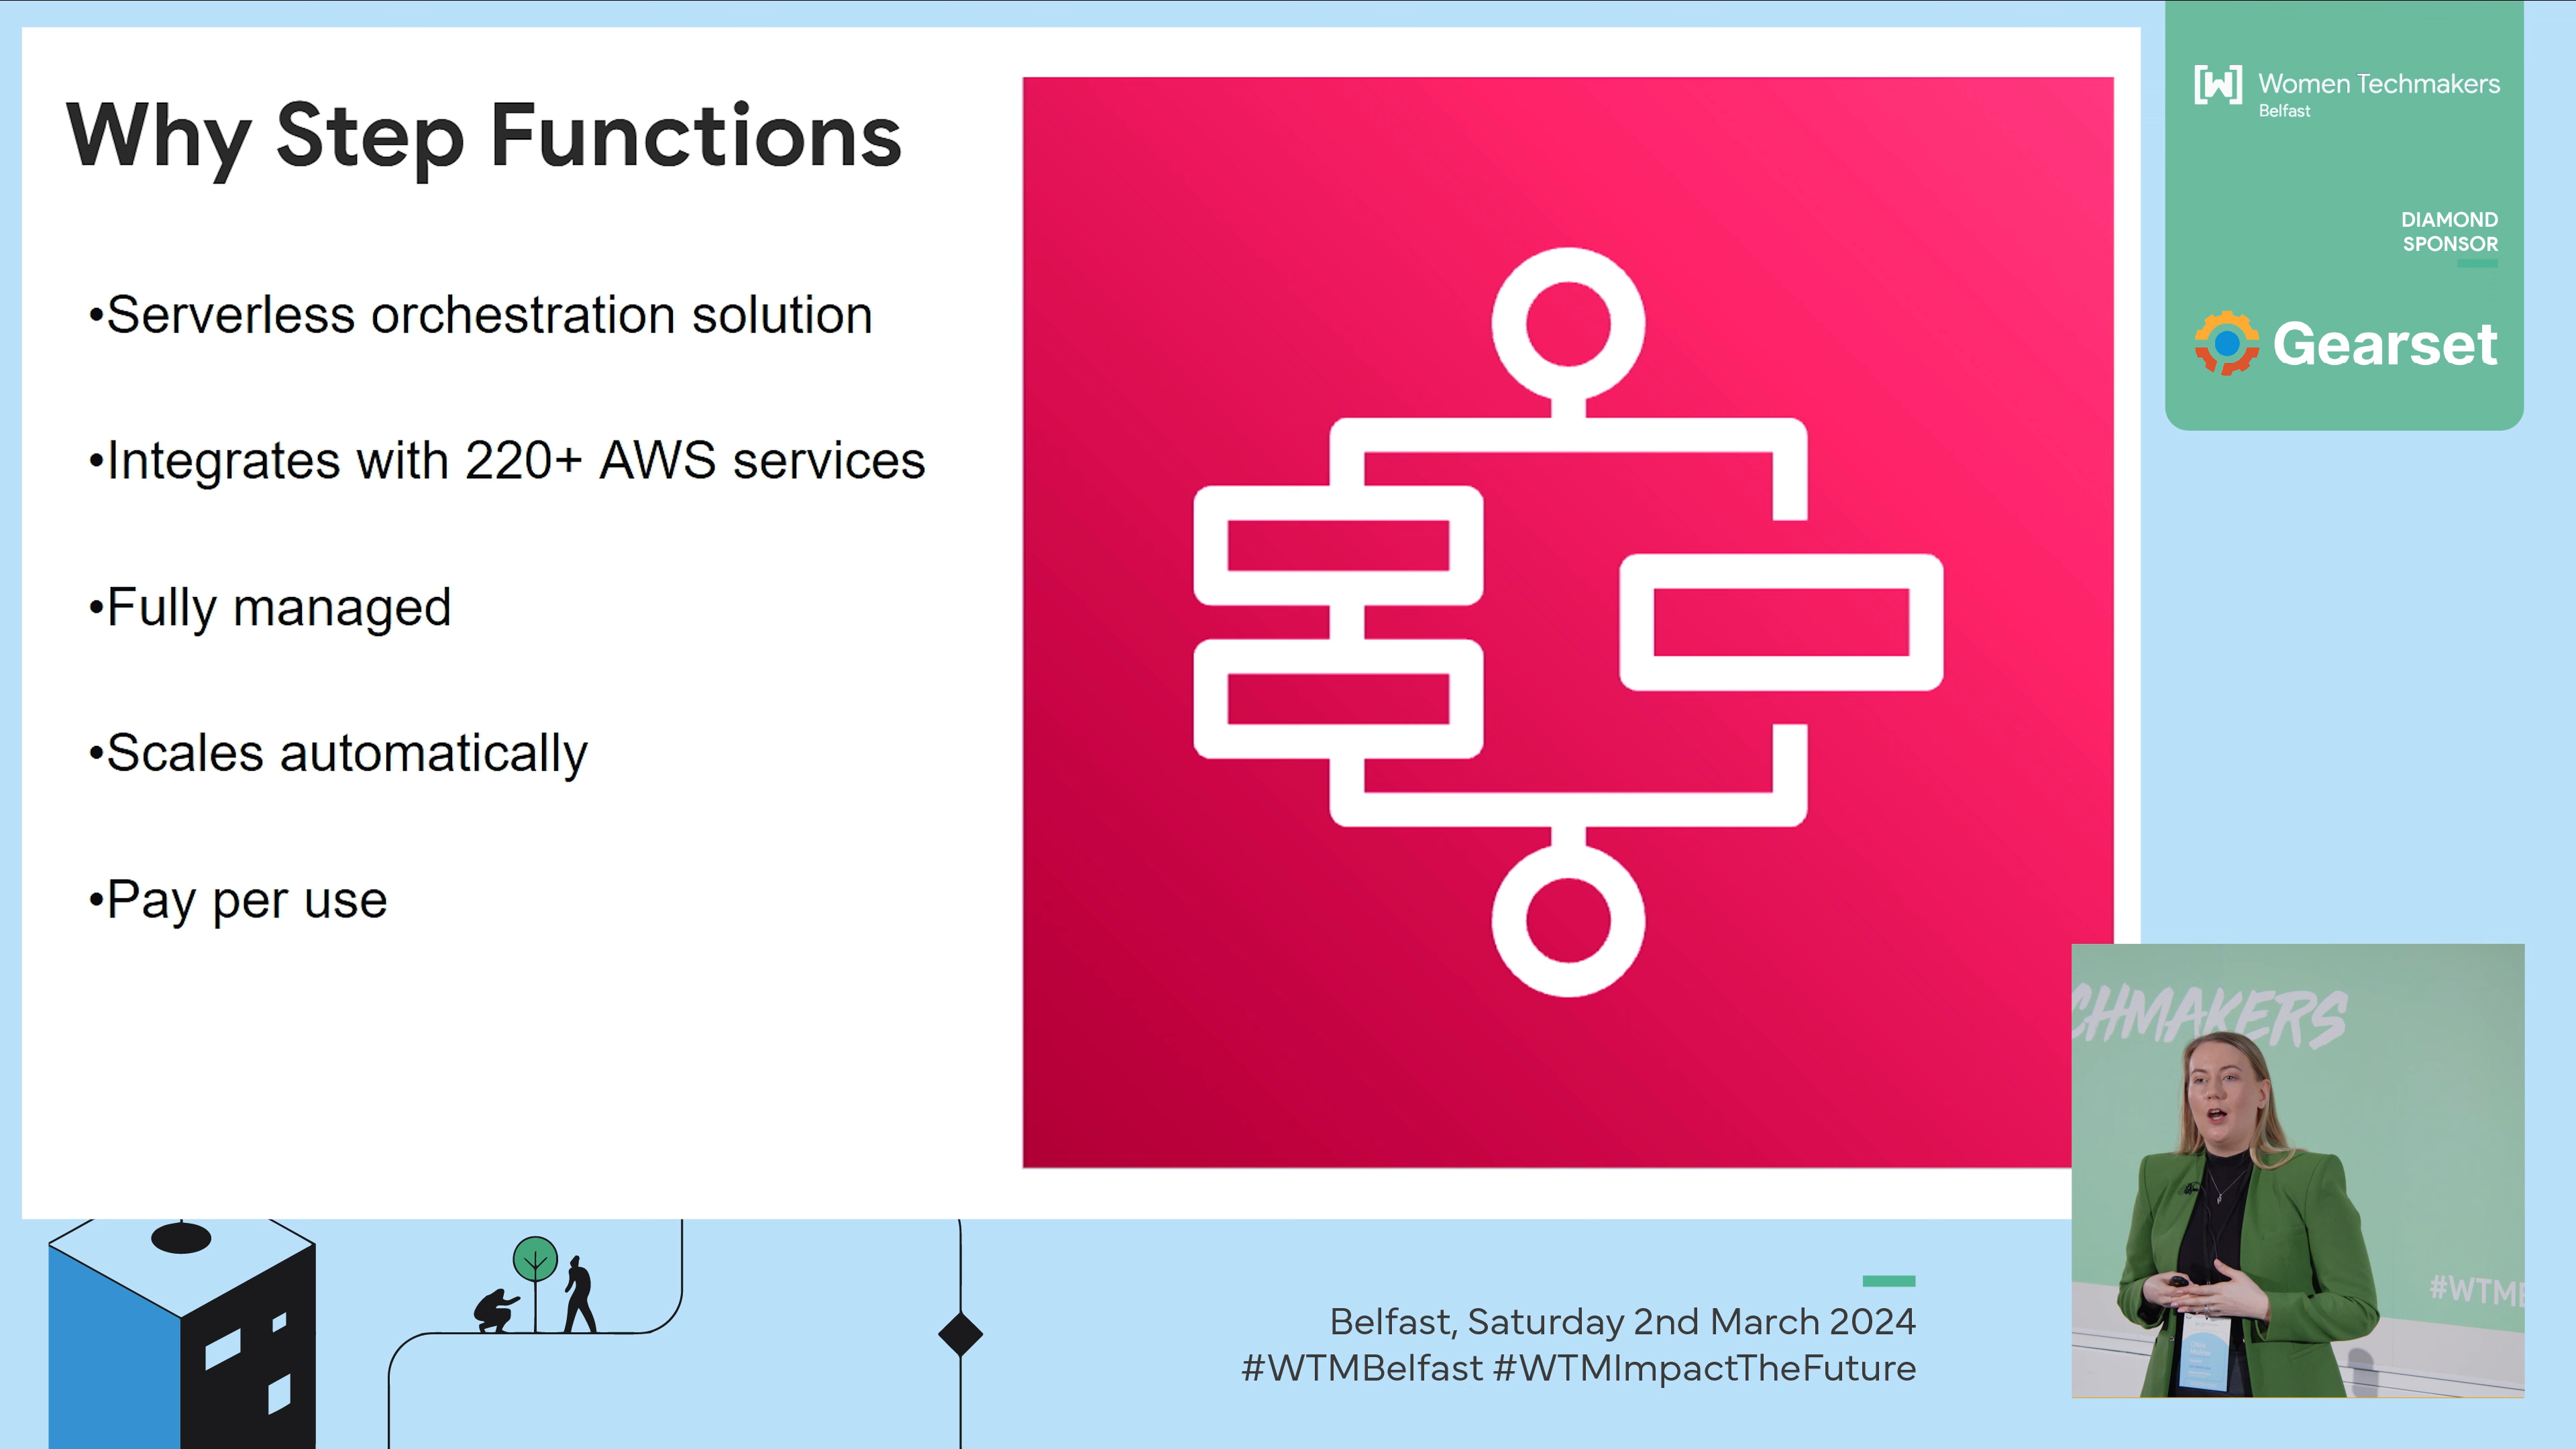 Why Step Functions
•Serverless orchestration solution
•Integrates with 220+ AWS services
•Fully managed
•Scales automatically
•Pay per use
[W] Women Techmakers
Belfast
DIAMOND
SPONSOR
Gearset
CHMAKERS
#WTM
Belfast, Saturday 2nd March 2024
#WTMBelfast #WTMImpactTheFuture